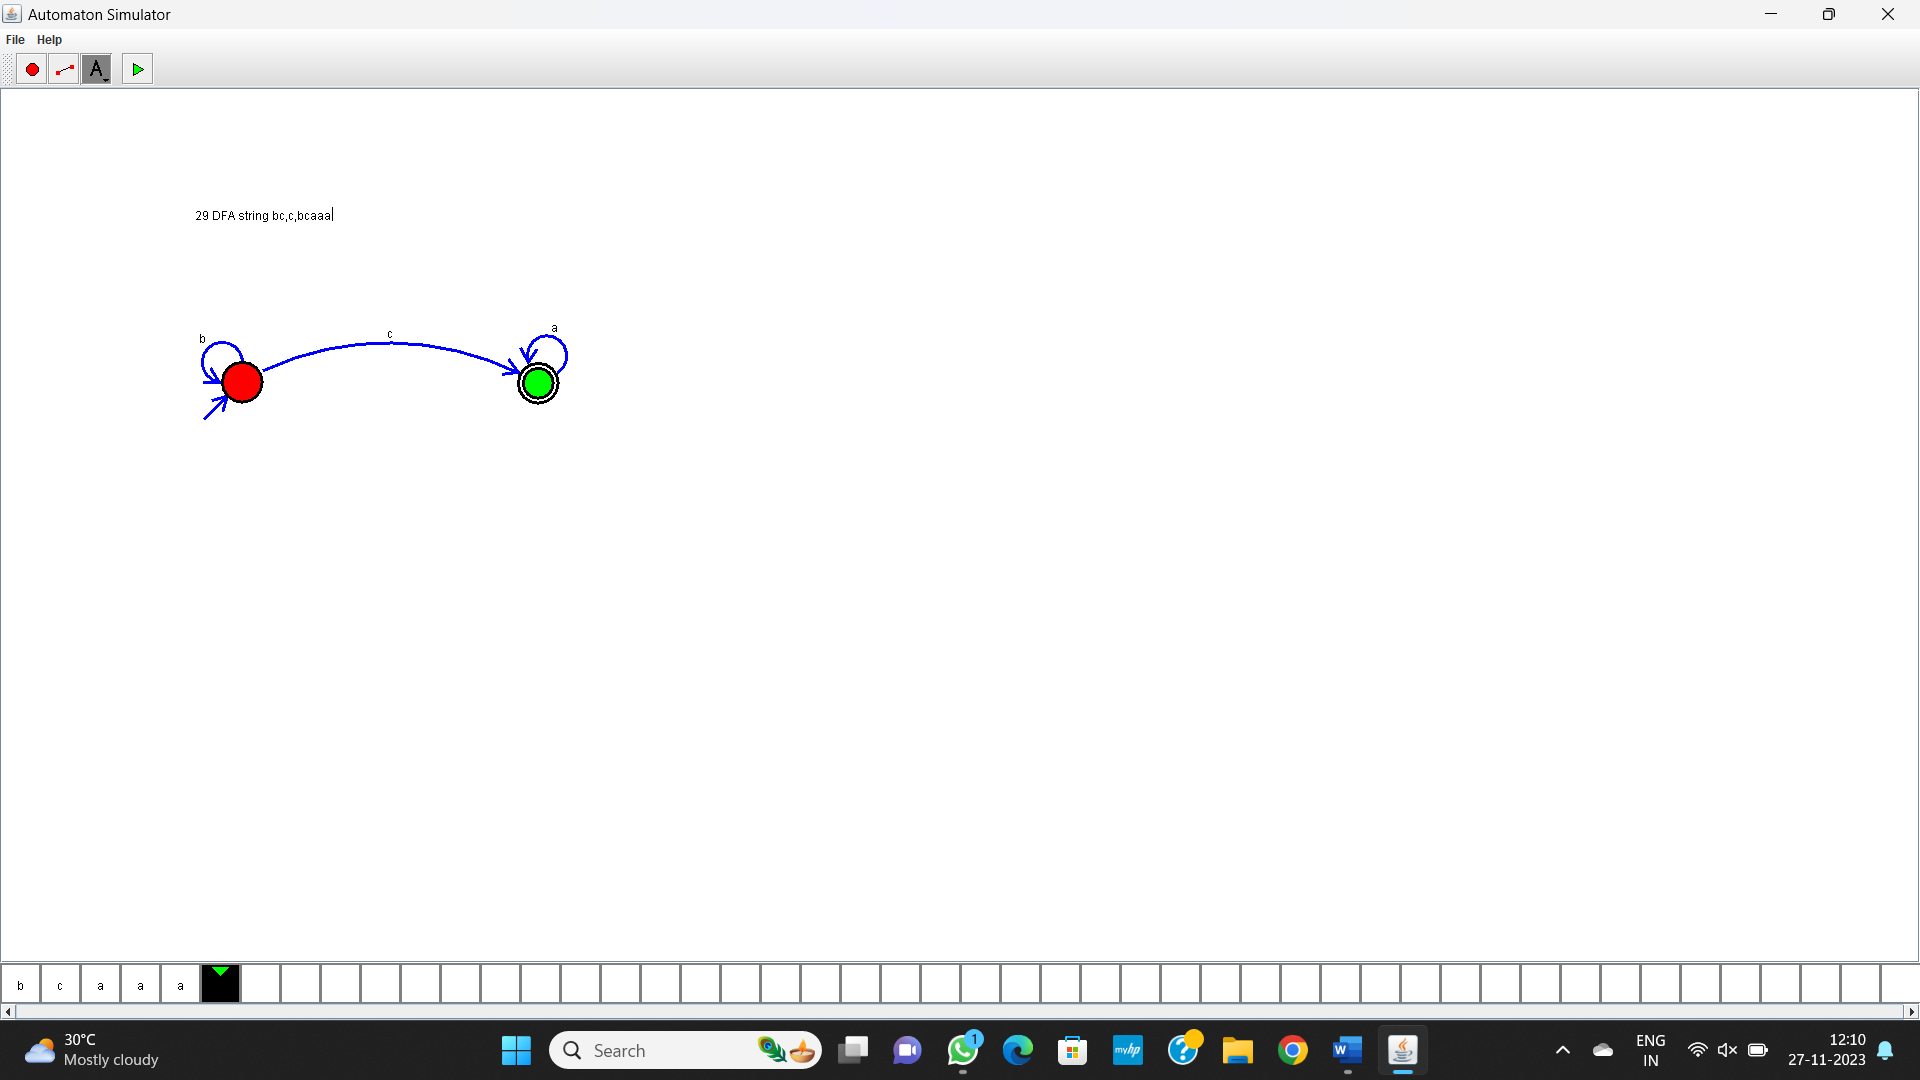 Automaton Simulator
File Help
A
29 DFA string bc,c,bcaaa
b
c
a
b c a a a
30°C
Mostly cloudy
Search
1
myhp
?
W
ENG
IN
12:10
27-11-2023